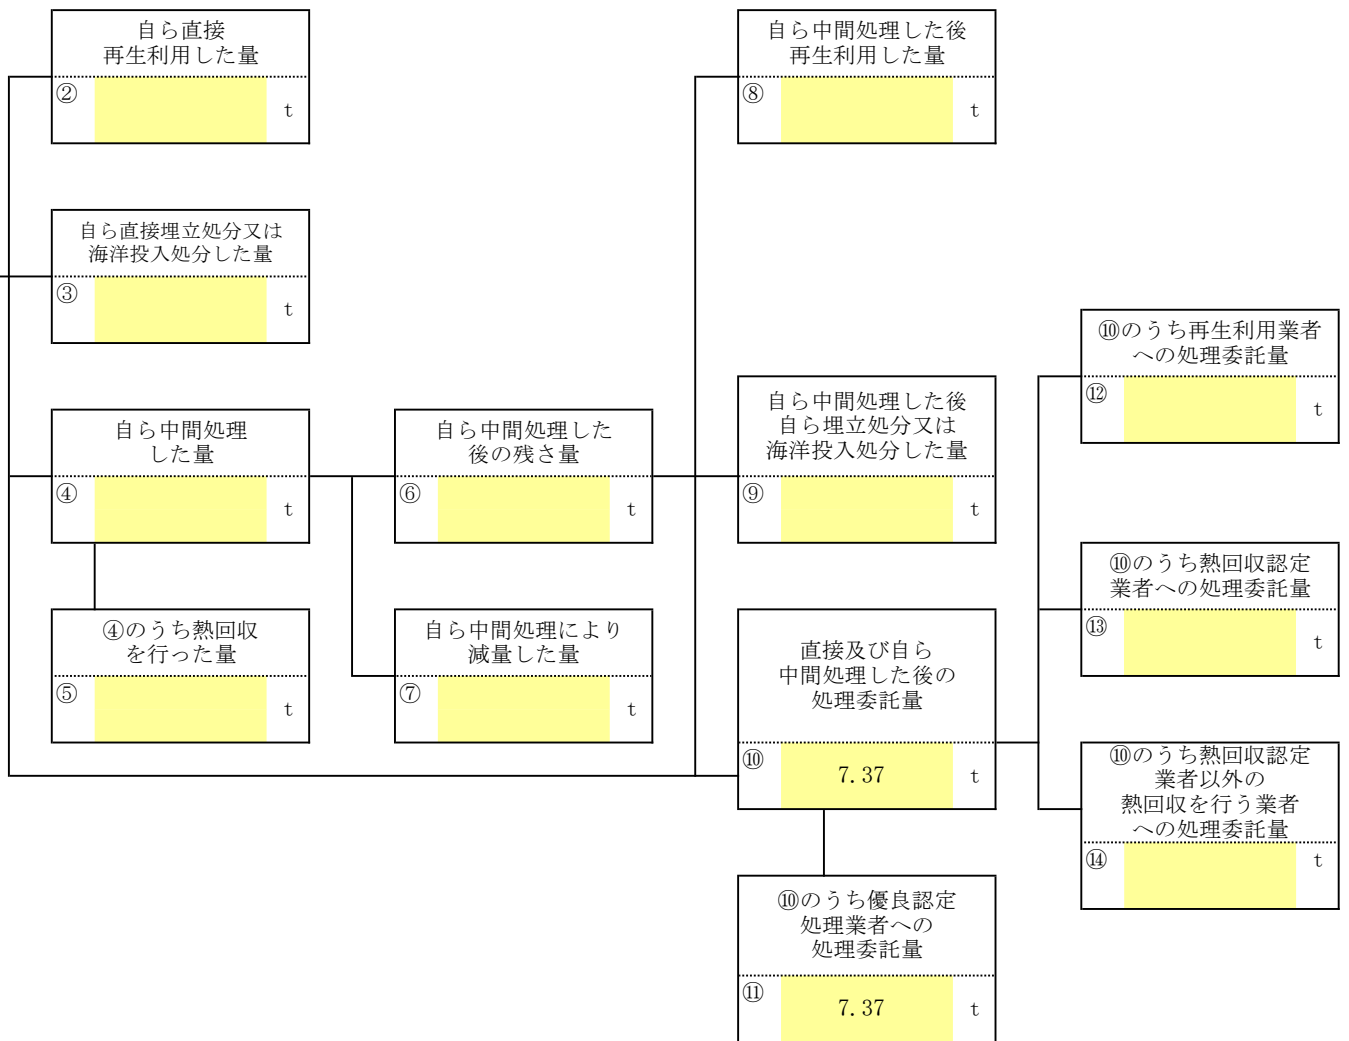 自ら直接
再生利用した量
②
t
自ら中間処理した後
再生利用した量
⑧
t
自ら直接埋立処分又は
海洋投入処分した量
③
t
⑩のうち再生利用業者
への処理委託量
⑫
t
自ら中間処理
した量
④
t
自ら中間処理した
後の残さ量
⑥
t
自ら中間処理した後
自ら埋立処分又は
海洋投入処分した量
⑨
t
⑩のうち熱回収認定
業者への処理委託量
⑬
t
④のうち熱回収
を行った量
⑤
t
自ら中間処理により
減量した量
⑦
t
直接及び自ら
中間処理した後の
処理委託量
⑩
7.37
t
⑩のうち熱回収認定
業者以外の
熱回収を行う業者
への処理委託量
⑭
t
⑩のうち優良認定
処理業者への
処理委託量
⑪
7.37
t